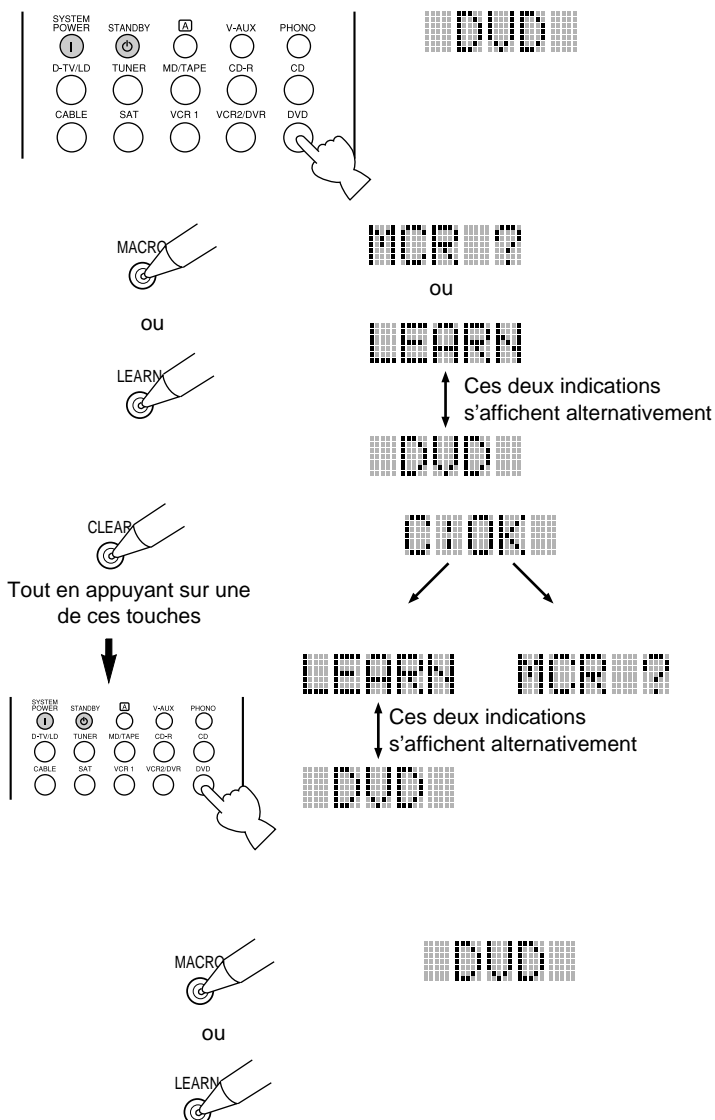 SYSTEM POWER STANDBY A V-AUX PHONO
D-TV/LD TUNER MD/TAPE CD-R CD
CABLE SAT VCR 1 VCR2/DVR DVD
DVD
MACRO
MCR ?
ou
ou
LEARN
LEARN
Ces deux indications
s'affichent alternativement
DVD
CLEAR
C:OK
Tout en appuyant sur une
de ces touches
LEARN MCR ?
SYSTEM POWER STANDBY A V-AUX PHONO
D-TV/LD TUNER MD/TAPE CD-R CD
CABLE SAT VCR 1 VCR2/DVR DVD
Ces deux indications
s'affichent alternativement
DVD
MACRO
DVD
ou
LEARN